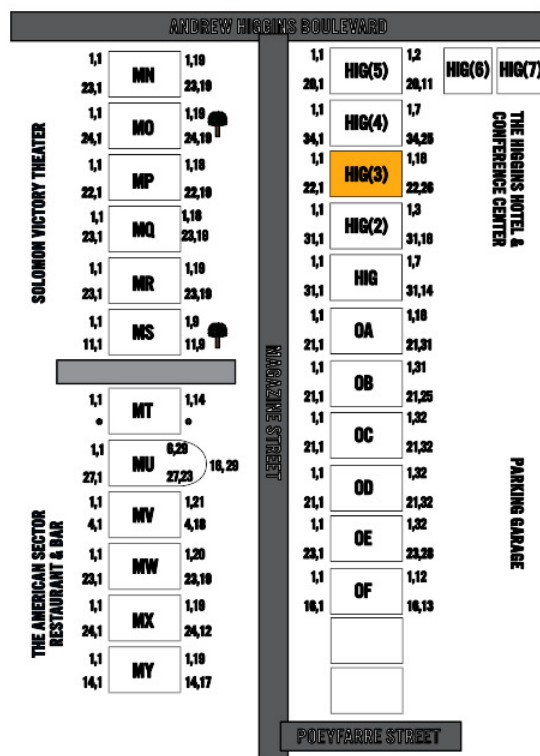 ANDREW HIGGINS BOULEVARD
SOLOMON VICTORY THEATER
1,1 MN 1,19
23,1 23,19
1,1 MO 1,19
24,1 24,19
1,1 MP 1,18
22,1 22,19
1,1 MQ 1,18
23,1 23,19
1,1 MR 1,19
23,1 23,19
1,1 MS 1,9
11,1 11,9
THE AMERICAN SECTOR
RESTAURANT & BAR
1,1 MT 1,14
1,1 MU 6,29
27,1 27,23 16,29
1,1 MV 1,21
4,1 4,18
1,1 MW 1,20
23,1 23,19
1,1 MX 1,19
24,1 24,12
1,1 MY 1,19
14,1 14,17
MAGAZINE STREET
1,1 HIG(5) 1,2
20,11
HIG(6) HIG(7)
1,1 HIG(4) 1,7
34,1 34,25
1,1 HIG(3) 1,18
22,1 22,26
1,1 HIG(2) 1,3
31,1 31,16
1,1 HIG 1,7
31,1 31,14
THE HIGGINS HOTEL &
CONFERENCE CENTER
1,1 OA 1,18
21,1 21,31
1,1 OB 1,31
21,1 21,25
1,1 OC 1,32
21,1 21,32
1,1 OD 1,32
21,1 21,32
1,1 OE 1,32
23,1 23,28
1,1 OF 1,12
16,1 16,13
PARKING GARAGE
POEYFARRE STREET